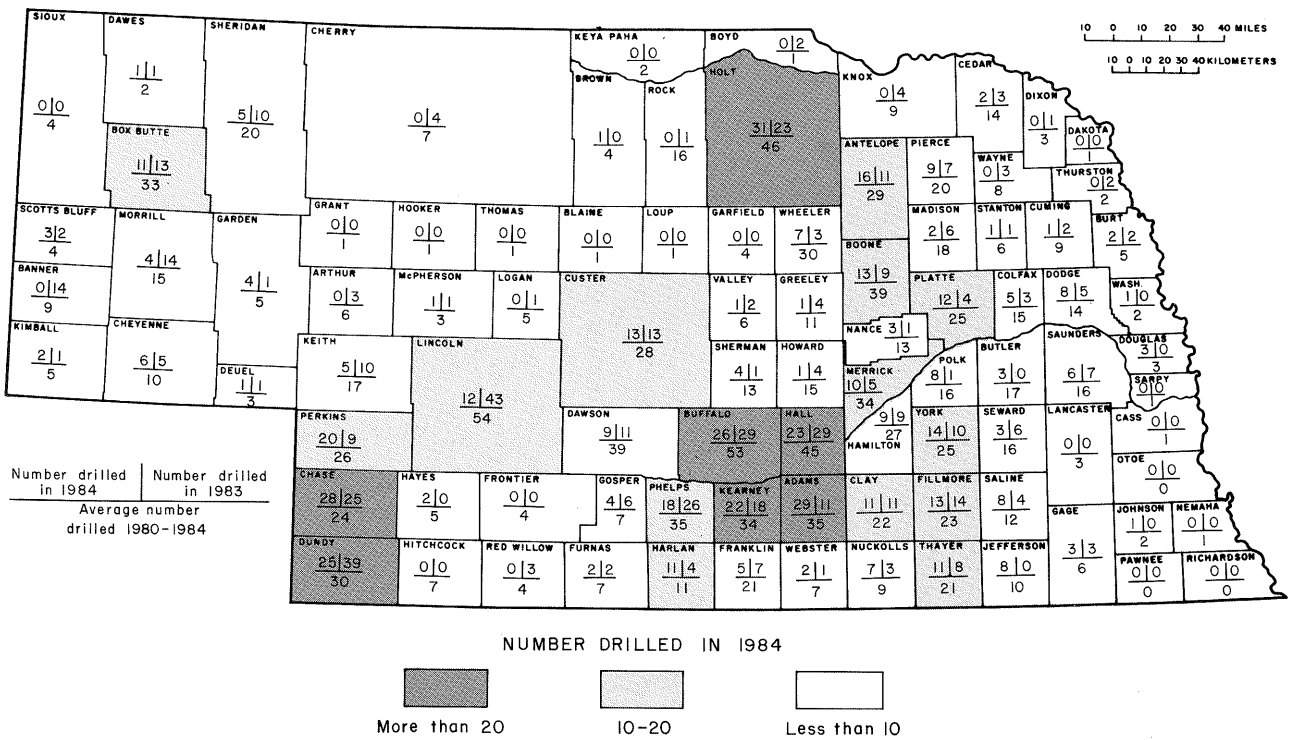 SIOUX
0|0
4
DAWES
1|1
2
SHERIDAN
5|10
20
CHERRY
0|4
7
KEYA PAHA
0|0
2
BOYD
0|2
1
10 0 10 20 30 40 MILES
10 0 10 20 30 40 KILOMETERS
BOX BUTTE
11|13
33
BROWN
1|0
4
ROCK
0|1
16
HOLT
31|23
46
KNOX
0|4
9
CEDAR
2|3
14
DIXON
0|1
3
DAKOTA
0|0
1
ANTELOPE
16|11
29
PIERCE
9|7
20
WAYNE
0|3
8
THURSTON
0|2
2
SCOTTS BLUFF
3|2
4
MORRILL
4|14
15
GARDEN
4|1
5
GRANT
0|0
1
HOOKER
0|0
1
THOMAS
0|0
1
BLAINE
0|0
1
LOUP
0|0
1
GARFIELD
0|0
4
WHEELER
7|3
30
BOONE
13|9
39
MADISON
2|6
18
STANTON
1|1
6
CUMING
1|2
9
BURT
2|2
5
BANNER
0|14
9
ARTHUR
0|3
6
McPHERSON
1|1
3
LOGAN
0|1
5
CUSTER
13|13
28
VALLEY
1|2
6
GREELEY
1|4
11
PLATTE
12|4
25
COLFAX
5|3
15
DODGE
8|5
14
WASH.
1|0
2
KIMBALL
2|1
5
CHEYENNE
6|5
10
DEUEL
1|1
3
KEITH
5|10
17
LINCOLN
12|43
54
SHERMAN
4|1
13
HOWARD
1|4
15
NANCE
3|1
13
MERRICK
10|5
34
POLK
8|1
16
BUTLER
3|0
17
SAUNDERS
6|7
16
DOUGLAS
3|0
3
SARPY
0|0
1
PERKINS
20|9
26
DAWSON
9|11
39
BUFFALO
26|29
53
HALL
23|29
45
HAMILTON
9|9
27
YORK
14|10
25
SEWARD
3|6
16
LANCASTER
0|0
3
CASS
0|0
1
OTOE
0|0
0
Number drilled | Number drilled
in 1984 | in 1983
Average number
drilled 1980-1984
CHASE
28|25
24
HAYES
2|0
5
FRONTIER
0|0
4
GOSPER
4|6
7
PHELPS
18|26
35
KEARNEY
22|18
34
ADAMS
29|11
35
CLAY
11|11
22
FILLMORE
13|14
23
SALINE
8|4
12
GAGE
3|3
6
JOHNSON
1|0
2
NEMAHA
0|0
1
DUNDY
25|39
30
HITCHCOCK
0|0
7
RED WILLOW
0|3
4
FURNAS
2|2
7
HARLAN
11|4
11
FRANKLIN
5|7
21
WEBSTER
2|1
7
NUCKOLLS
7|3
9
THAYER
11|8
21
JEFFERSON
8|0
10
PAWNEE
0|0
0
RICHARDSON
0|0
0
NUMBER DRILLED IN 1984
More than 20
10-20
Less than 10